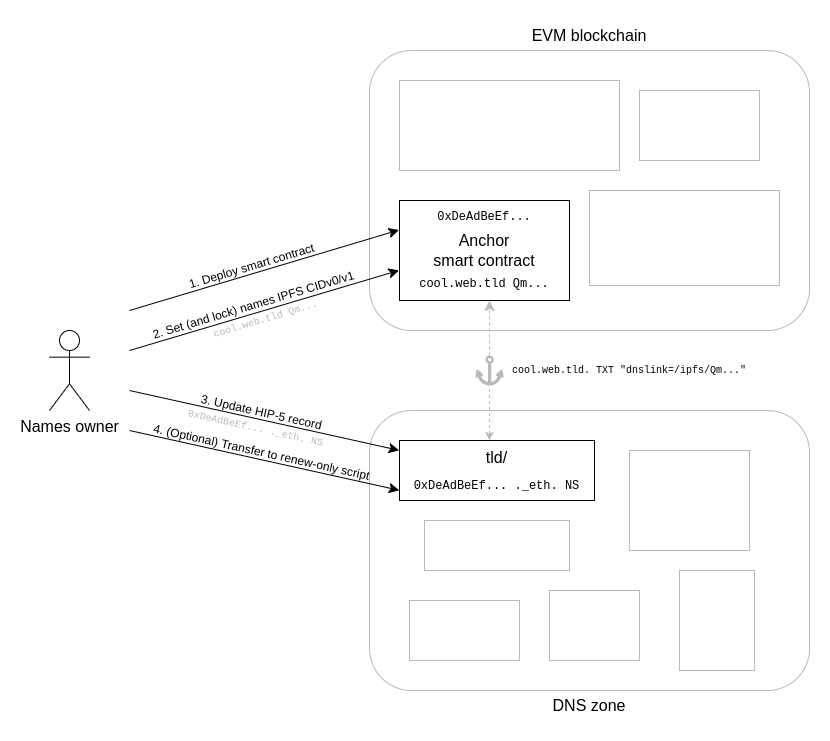 EVM blockchain
0xDeAdBeEf...
Anchor
smart contract
cool.web.tld Qm...
1. Deploy smart contract
2. Set (and lock) names IPFS CIDv0/v1
cool.web.tld Qm...
cool.web.tld. TXT "dnslink=/ipfs/Qm..."
Names owner
3. Update HIP-5 record
0xDeAdBeEf... ._eth. NS
4. (Optional) Transfer to renew-only script
tld/
0xDeAdBeEf... ._eth. NS
DNS zone